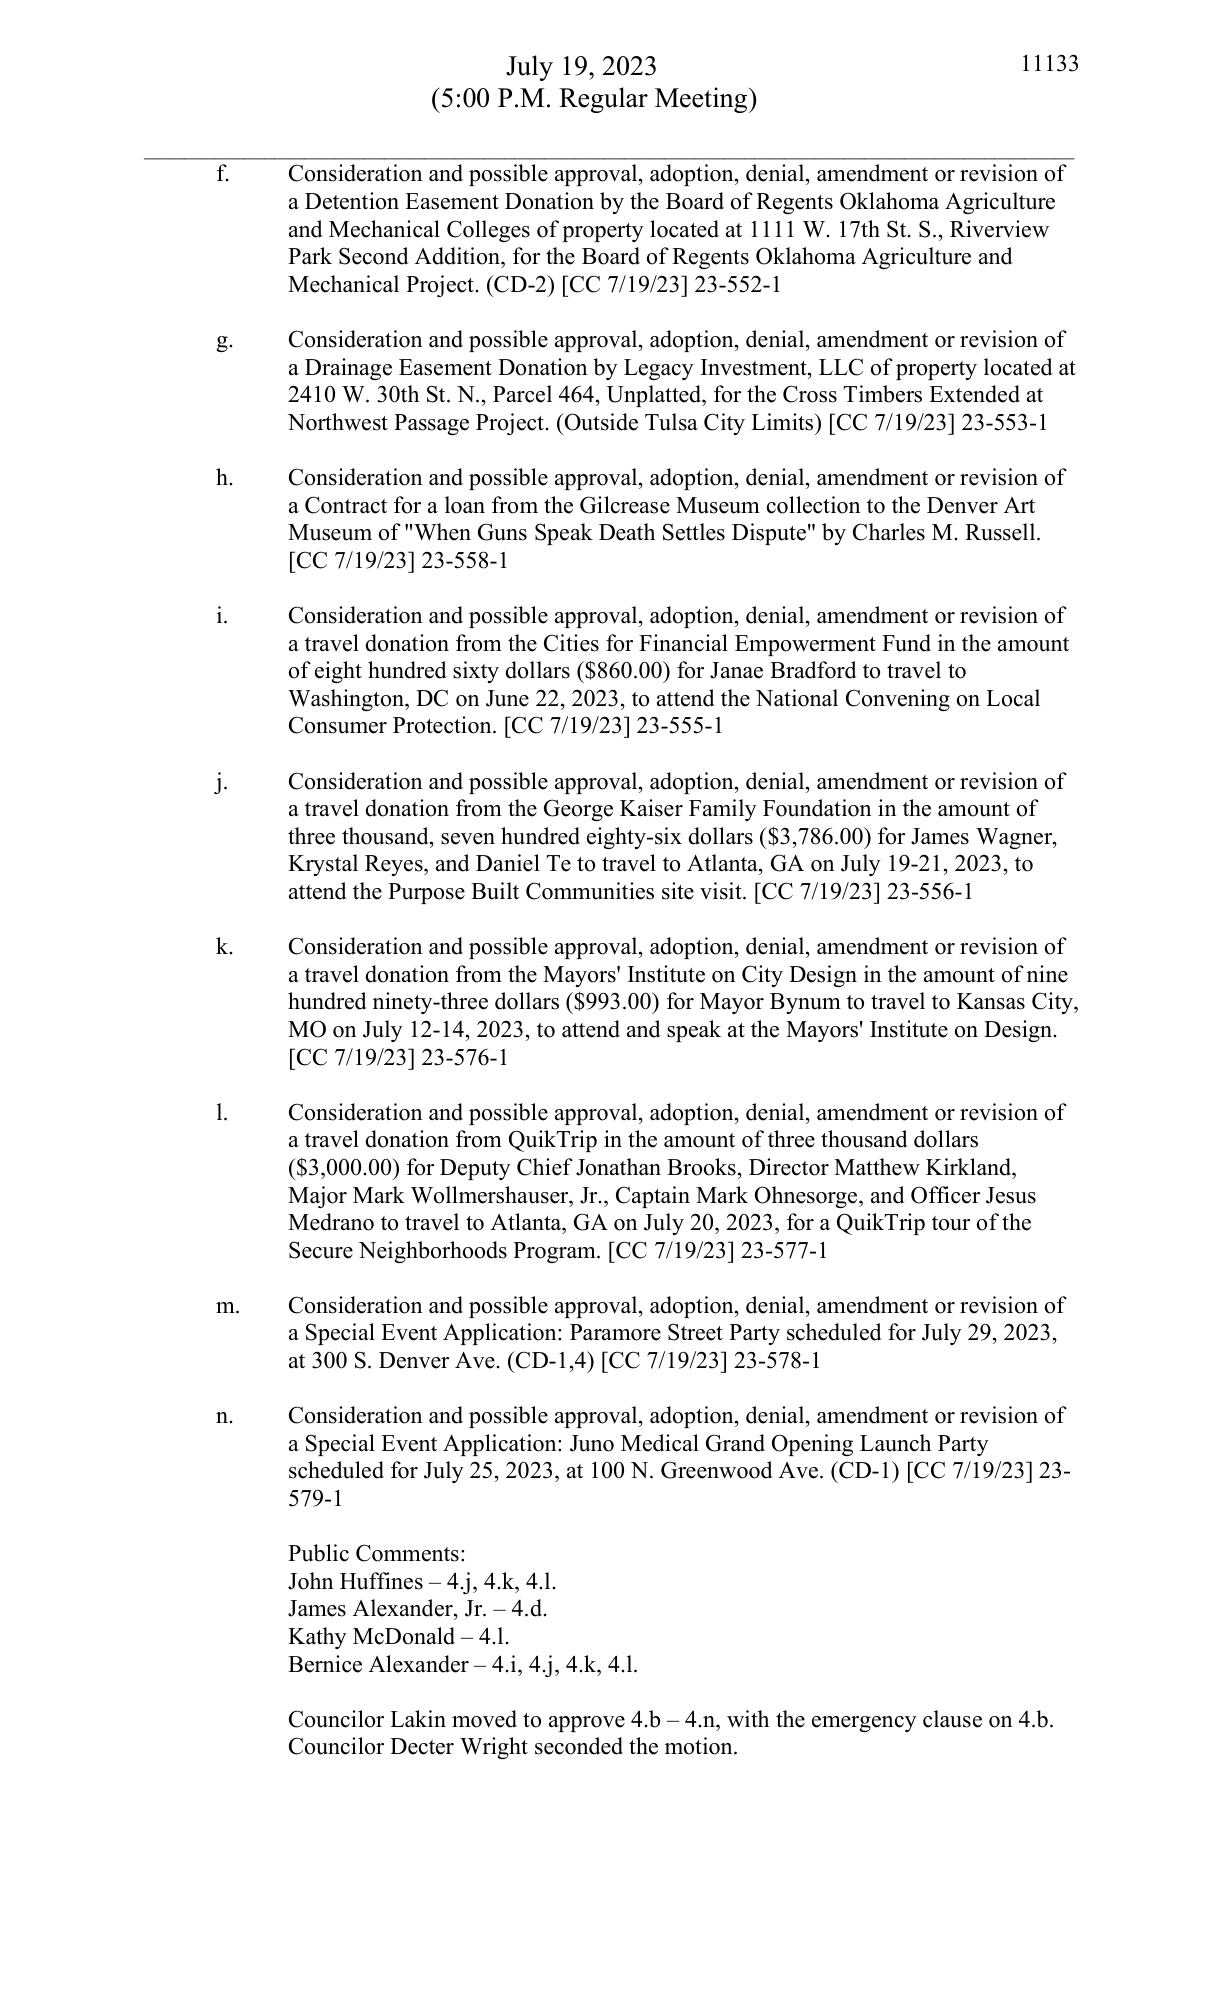 July 19, 2023
11133
(5:00 P.M. Regular Meeting)
f. Consideration and possible approval, adoption, denial, amendment or revision of
a Detention Easement Donation by the Board of Regents Oklahoma Agriculture
and Mechanical Colleges of property located at 1111 W. 17th St. S., Riverview
Park Second Addition, for the Board of Regents Oklahoma Agriculture and
Mechanical Project. (CD-2) [CC 7/19/23] 23-552-1
g. Consideration and possible approval, adoption, denial, amendment or revision of
a Drainage Easement Donation by Legacy Investment, LLC of property located at
2410 W. 30th St. N., Parcel 464, Unplatted, for the Cross Timbers Extended at
Northwest Passage Project. (Outside Tulsa City Limits) [CC 7/19/23] 23-553-1
h. Consideration and possible approval, adoption, denial, amendment or revision of
a Contract for a loan from the Gilcrease Museum collection to the Denver Art
Museum of "When Guns Speak Death Settles Dispute" by Charles M. Russell.
[CC 7/19/23] 23-558-1
i. Consideration and possible approval, adoption, denial, amendment or revision of
a travel donation from the Cities for Financial Empowerment Fund in the amount
of eight hundred sixty dollars ($860.00) for Janae Bradford to travel to
Washington, DC on June 22, 2023, to attend the National Convening on Local
Consumer Protection. [CC 7/19/23] 23-555-1
j. Consideration and possible approval, adoption, denial, amendment or revision of
a travel donation from the George Kaiser Family Foundation in the amount of
three thousand, seven hundred eighty-six dollars ($3,786.00) for James Wagner,
Krystal Reyes, and Daniel Te to travel to Atlanta, GA on July 19-21, 2023, to
attend the Purpose Built Communities site visit. [CC 7/19/23] 23-556-1
k. Consideration and possible approval, adoption, denial, amendment or revision of
a travel donation from the Mayors' Institute on City Design in the amount of nine
hundred ninety-three dollars ($993.00) for Mayor Bynum to travel to Kansas City,
MO on July 12-14, 2023, to attend and speak at the Mayors' Institute on Design.
[CC 7/19/23] 23-576-1
l. Consideration and possible approval, adoption, denial, amendment or revision of
a travel donation from QuikTrip in the amount of three thousand dollars
($3,000.00) for Deputy Chief Jonathan Brooks, Director Matthew Kirkland,
Major Mark Wollmershauser, Jr., Captain Mark Ohnesorge, and Officer Jesus
Medrano to travel to Atlanta, GA on July 20, 2023, for a QuikTrip tour of the
Secure Neighborhoods Program. [CC 7/19/23] 23-577-1
m. Consideration and possible approval, adoption, denial, amendment or revision of
a Special Event Application: Paramore Street Party scheduled for July 29, 2023,
at 300 S. Denver Ave. (CD-1,4) [CC 7/19/23] 23-578-1
n. Consideration and possible approval, adoption, denial, amendment or revision of
a Special Event Application: Juno Medical Grand Opening Launch Party
scheduled for July 25, 2023, at 100 N. Greenwood Ave. (CD-1) [CC 7/19/23] 23-
579-1
Public Comments:
John Huffines – 4.j, 4.k, 4.l.
James Alexander, Jr. – 4.d.
Kathy McDonald – 4.l.
Bernice Alexander – 4.i, 4.j, 4.k, 4.l.
Councilor Lakin moved to approve 4.b – 4.n, with the emergency clause on 4.b.
Councilor Decter Wright seconded the motion.